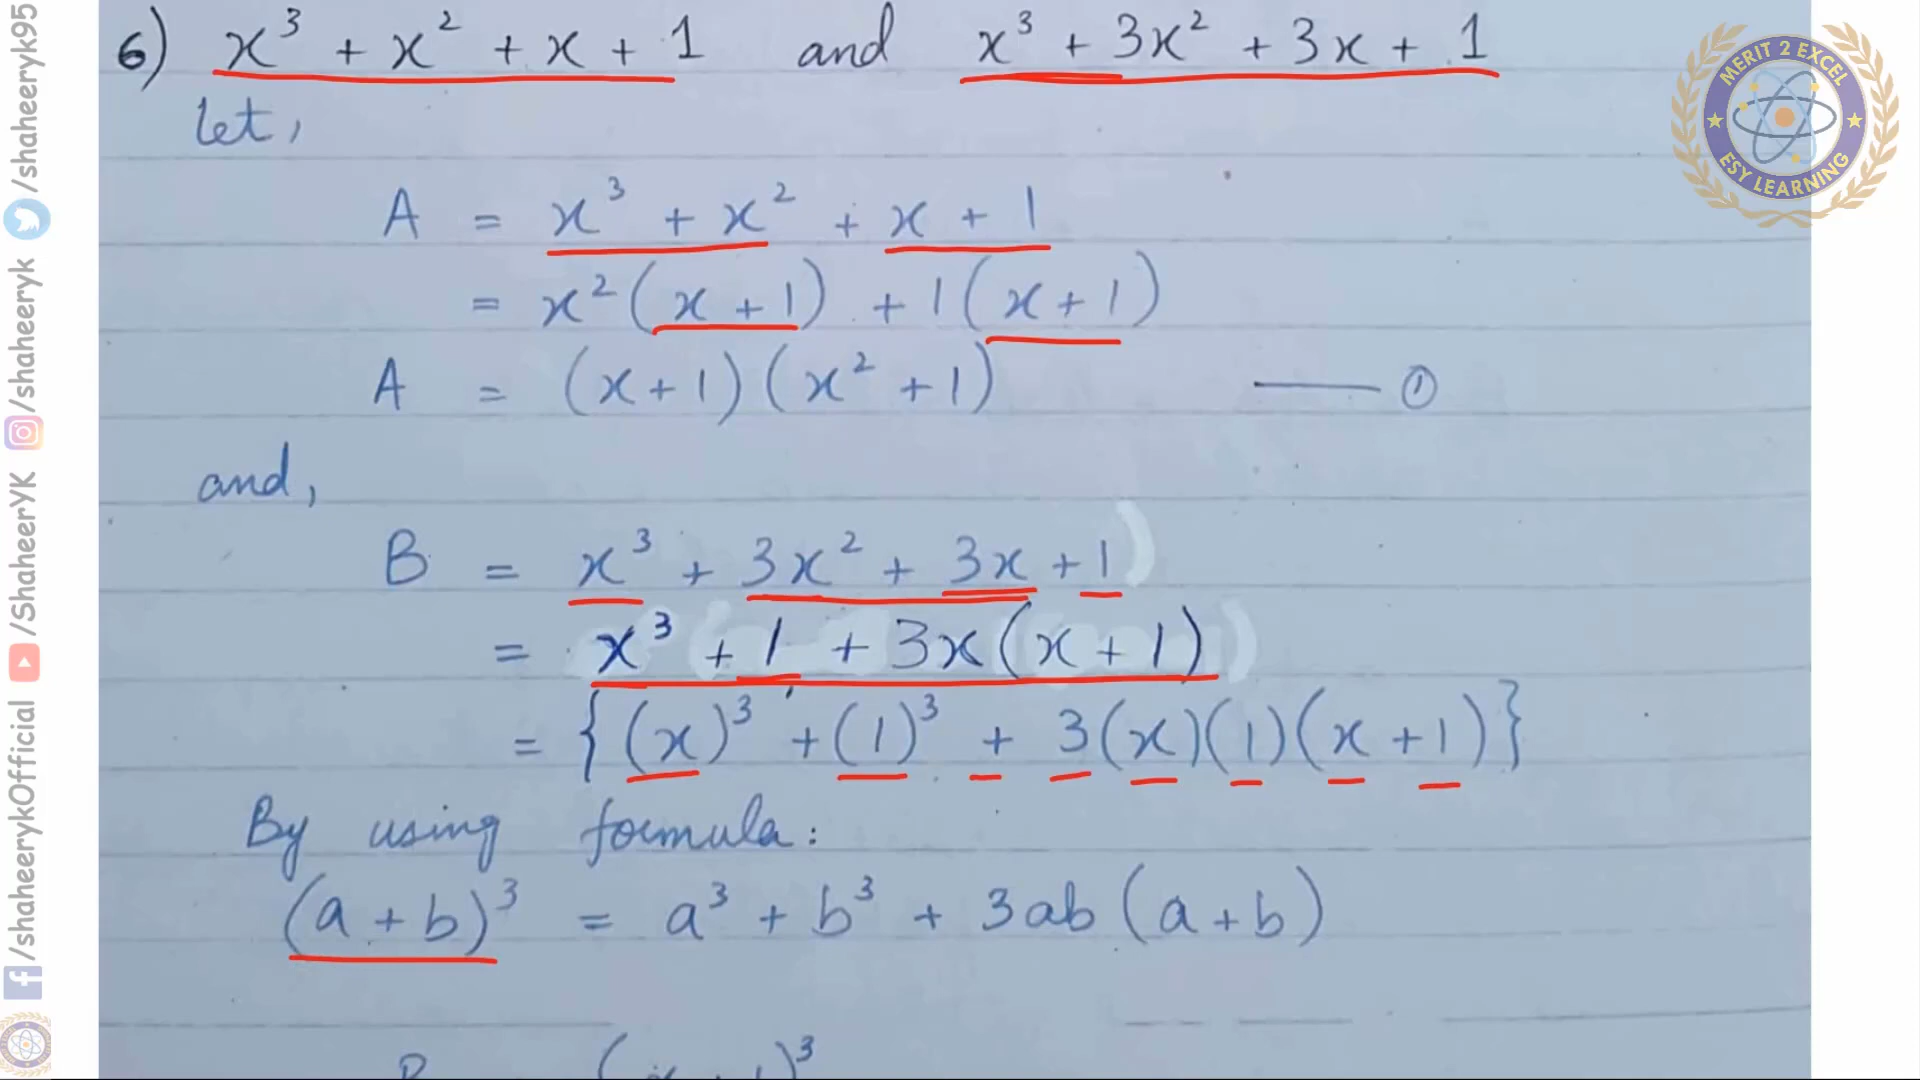 6) x³ + x² + x + 1 and x³ + 3x² + 3x + 1
let,
A = x³ + x² + x + 1
= x²(x + 1) + 1(x + 1)
A = (x+1)(x² + 1) —— ①
and,
B = x³ + 3x² + 3x + 1)
= x³ + 1 + 3x(x + 1)
= {(x)³ + (1)³ + 3(x)(1)(x + 1)}
By using formula:
(a + b)³ = a³ + b³ + 3ab(a + b)
MERIT 2 EXCEL
ESY LEARNING
/shaheeryk95
/shaheeryk
/ShaheerYK
/shaheerykOfficial